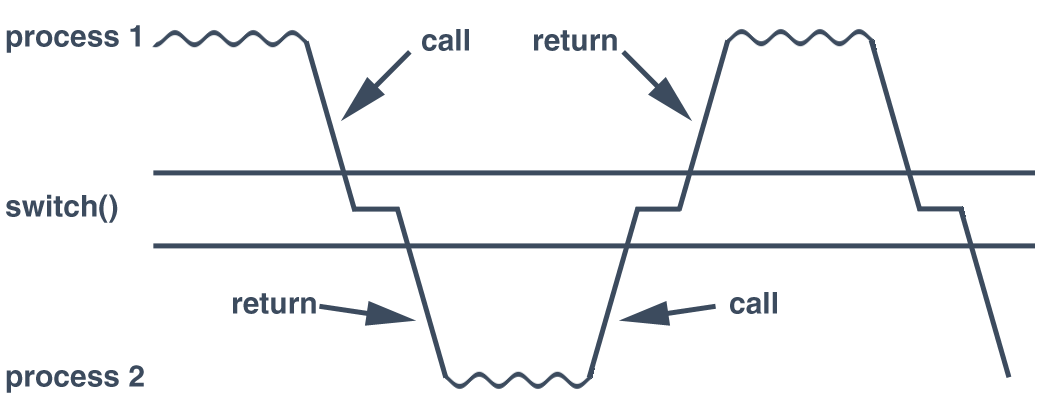 process 1
call
return
switch()
return
call
process 2